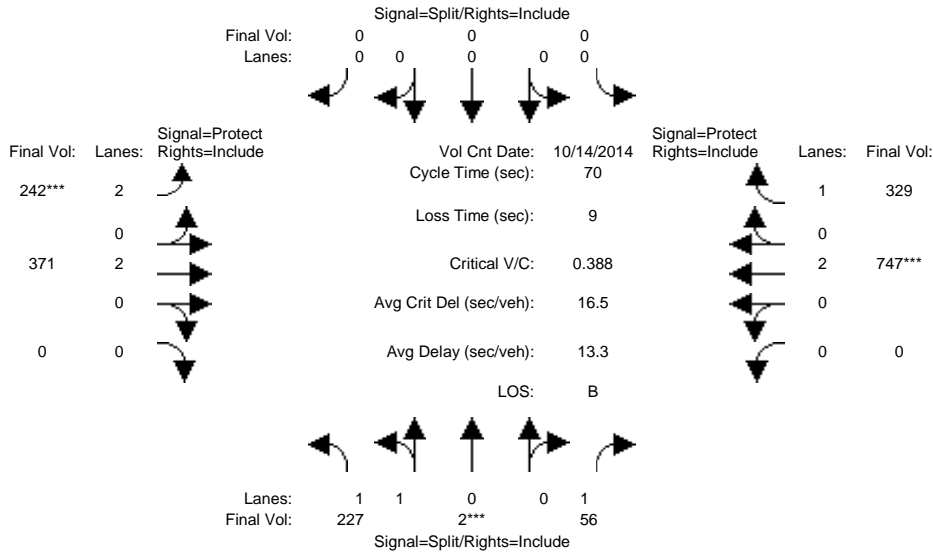 Signal=Split/Rights=Include
Final Vol: 0 0 0
Lanes: 0 0 0 0 0
Signal=Protect
Final Vol: Lanes: Rights=Include
Vol Cnt Date: 10/14/2014
Signal=Protect
Rights=Include Lanes: Final Vol:
Cycle Time (sec): 70
242*** 2
1 329
Loss Time (sec): 9
0
0
371 2
Critical V/C: 0.388
2 747***
0
Avg Crit Del (sec/veh): 16.5
0
0 0
Avg Delay (sec/veh): 13.3
0 0
LOS: B
Lanes: 1 1 0 0 1
Final Vol: 227 2*** 56
Signal=Split/Rights=Include